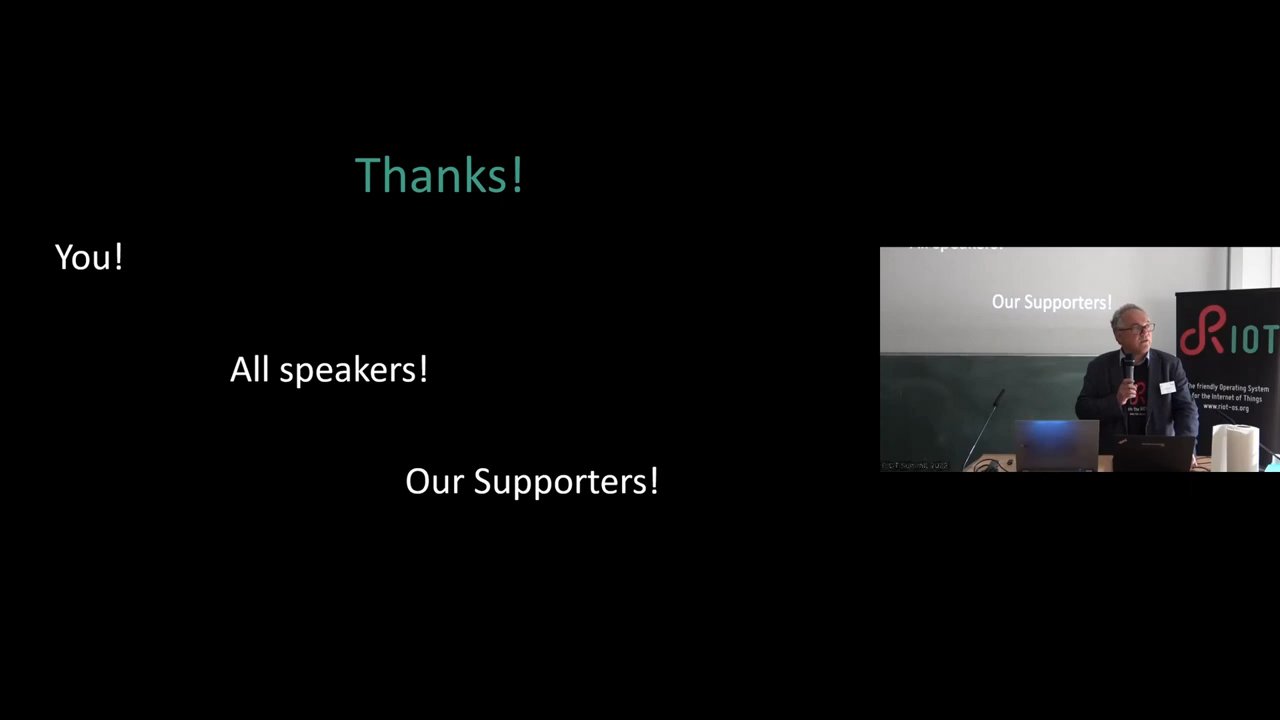 Thanks!
You!
All speakers!
Our Supporters!
Our Supporters!
RIOT
The friendly Operating System
for the Internet of Things
www.riot-os.org